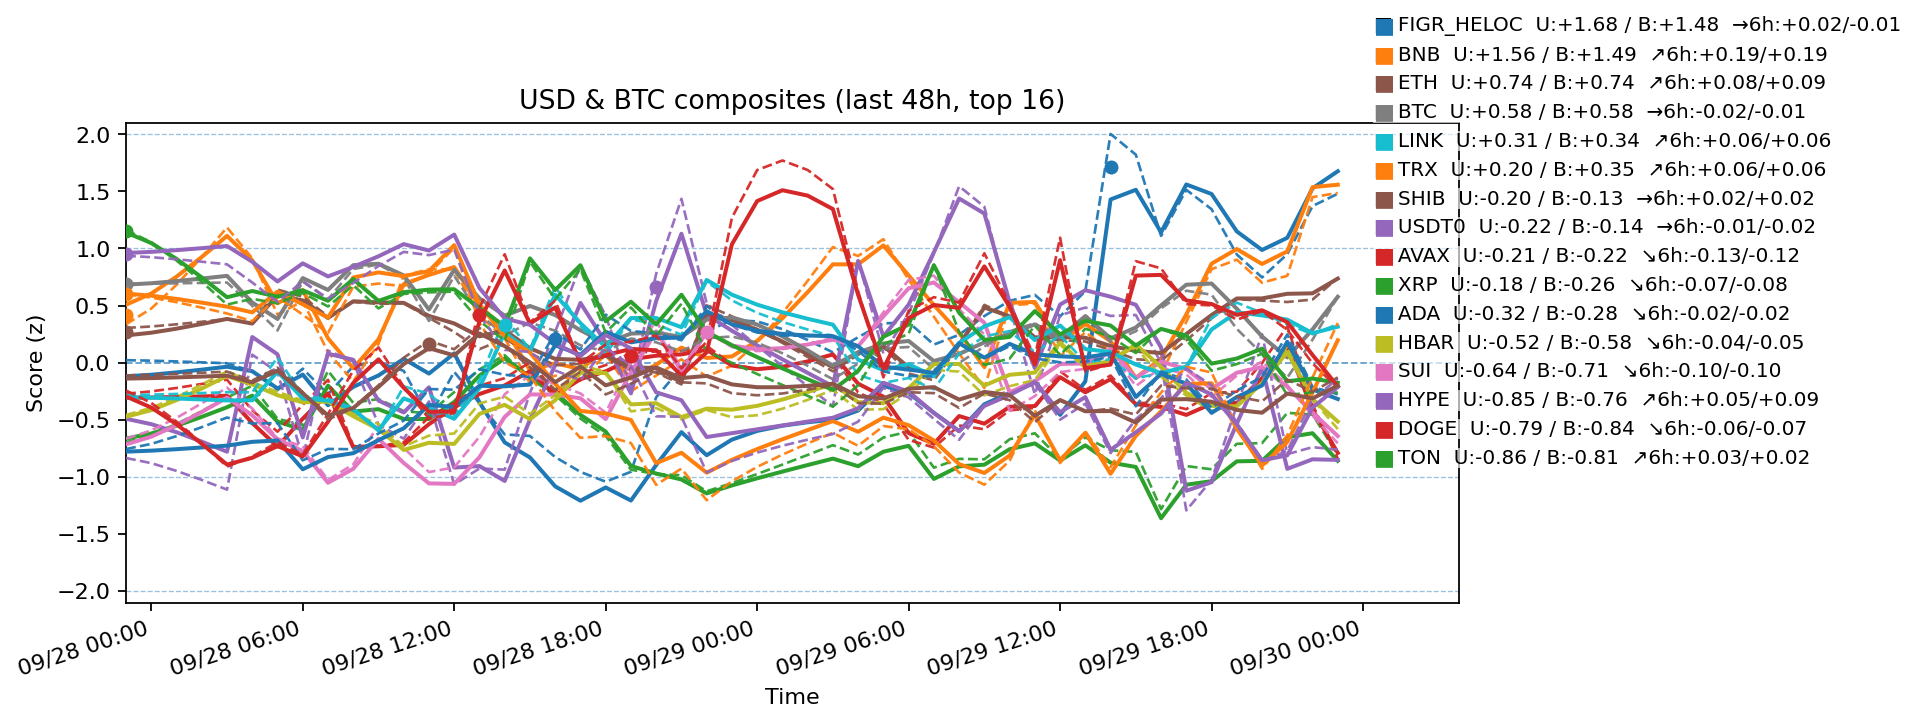 FIGR_HELOC  U:+1.68 / B:+1.48  →6h:+0.02/-0.01
BNB  U:+1.56 / B:+1.49  ↗6h:+0.19/+0.19
ETH  U:+0.74 / B:+0.74  ↗6h:+0.08/+0.09
BTC  U:+0.58 / B:+0.58  →6h:-0.02/-0.01
LINK  U:+0.31 / B:+0.34  ↗6h:+0.06/+0.06
TRX  U:+0.20 / B:+0.35  ↗6h:+0.06/+0.06
SHIB  U:-0.20 / B:-0.13  →6h:+0.02/+0.02
USDT0  U:-0.22 / B:-0.14  →6h:-0.01/-0.02
AVAX  U:-0.21 / B:-0.22  ↘6h:-0.13/-0.12
XRP  U:-0.18 / B:-0.26  ↘6h:-0.07/-0.08
ADA  U:-0.32 / B:-0.28  ↘6h:-0.02/-0.02
HBAR  U:-0.52 / B:-0.58  ↘6h:-0.04/-0.05
SUI  U:-0.64 / B:-0.71  ↘6h:-0.10/-0.10
HYPE  U:-0.85 / B:-0.76  ↗6h:+0.05/+0.09
DOGE  U:-0.79 / B:-0.84  ↘6h:-0.06/-0.07
TON  U:-0.86 / B:-0.81  ↗6h:+0.03/+0.02
USD & BTC composites (last 48h, top 16)
Score (z)
2.0
1.5
1.0
0.5
0.0
−0.5
−1.0
−1.5
−2.0
09/28 00:00
09/28 06:00
09/28 12:00
09/28 18:00
09/29 00:00
09/29 06:00
09/29 12:00
09/29 18:00
09/30 00:00
Time